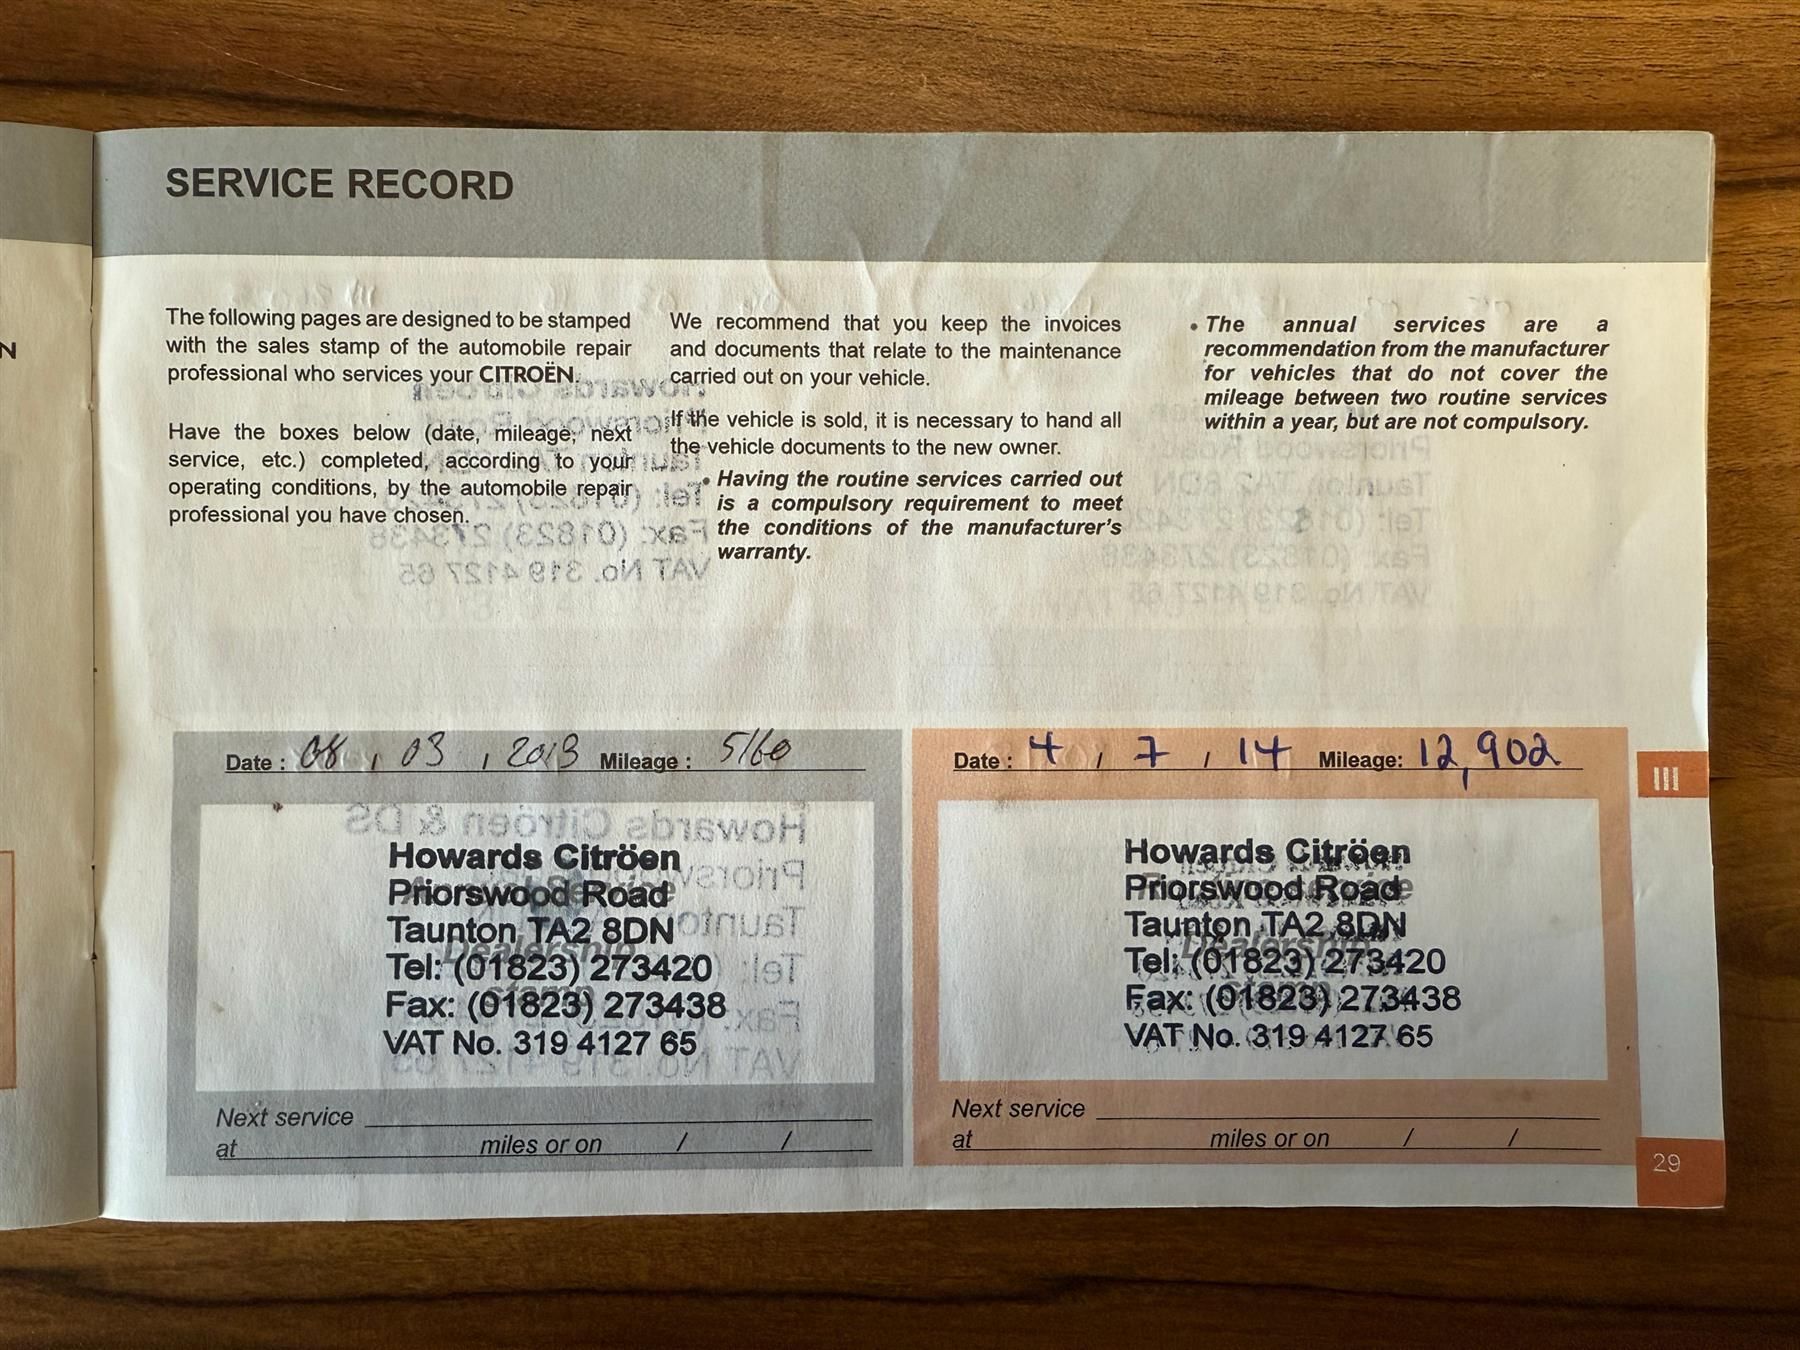 N
SERVICE RECORD
The following pages are designed to be stamped
with the sales stamp of the automobile repair
professional who services your CITROËN.
Have the boxes below (date, mileage, next
service, etc.) completed, according to your
operating conditions, by the automobile repair
professional you have chosen.
We recommend that you keep the invoices
and documents that relate to the maintenance
carried out on your vehicle.
If the vehicle is sold, it is necessary to hand all
the vehicle documents to the new owner.
• Having the routine services carried out
is a compulsory requirement to meet
the conditions of the manufacturer's
warranty.
• The annual services are a
recommendation from the manufacturer
for vehicles that do not cover the
mileage between two routine services
within a year, but are not compulsory.
Date : 08 / 03 / 2013 Mileage : 5160
Howards Citröen
Priorswood Road
Taunton TA2 8DN
Tel: (01823) 273420
Fax: (01823) 273438
VAT No. 319 4127 65
Next service
at miles or on / /
Date : 4 / 7 / 14 Mileage: 12,902
Howards Citröen
Priorswood Road
Taunton TA2 8DN
Tel: (01823) 273420
Fax: (01823) 273438
VAT No. 319 4127 65
Next service
at miles or on / /
III
29